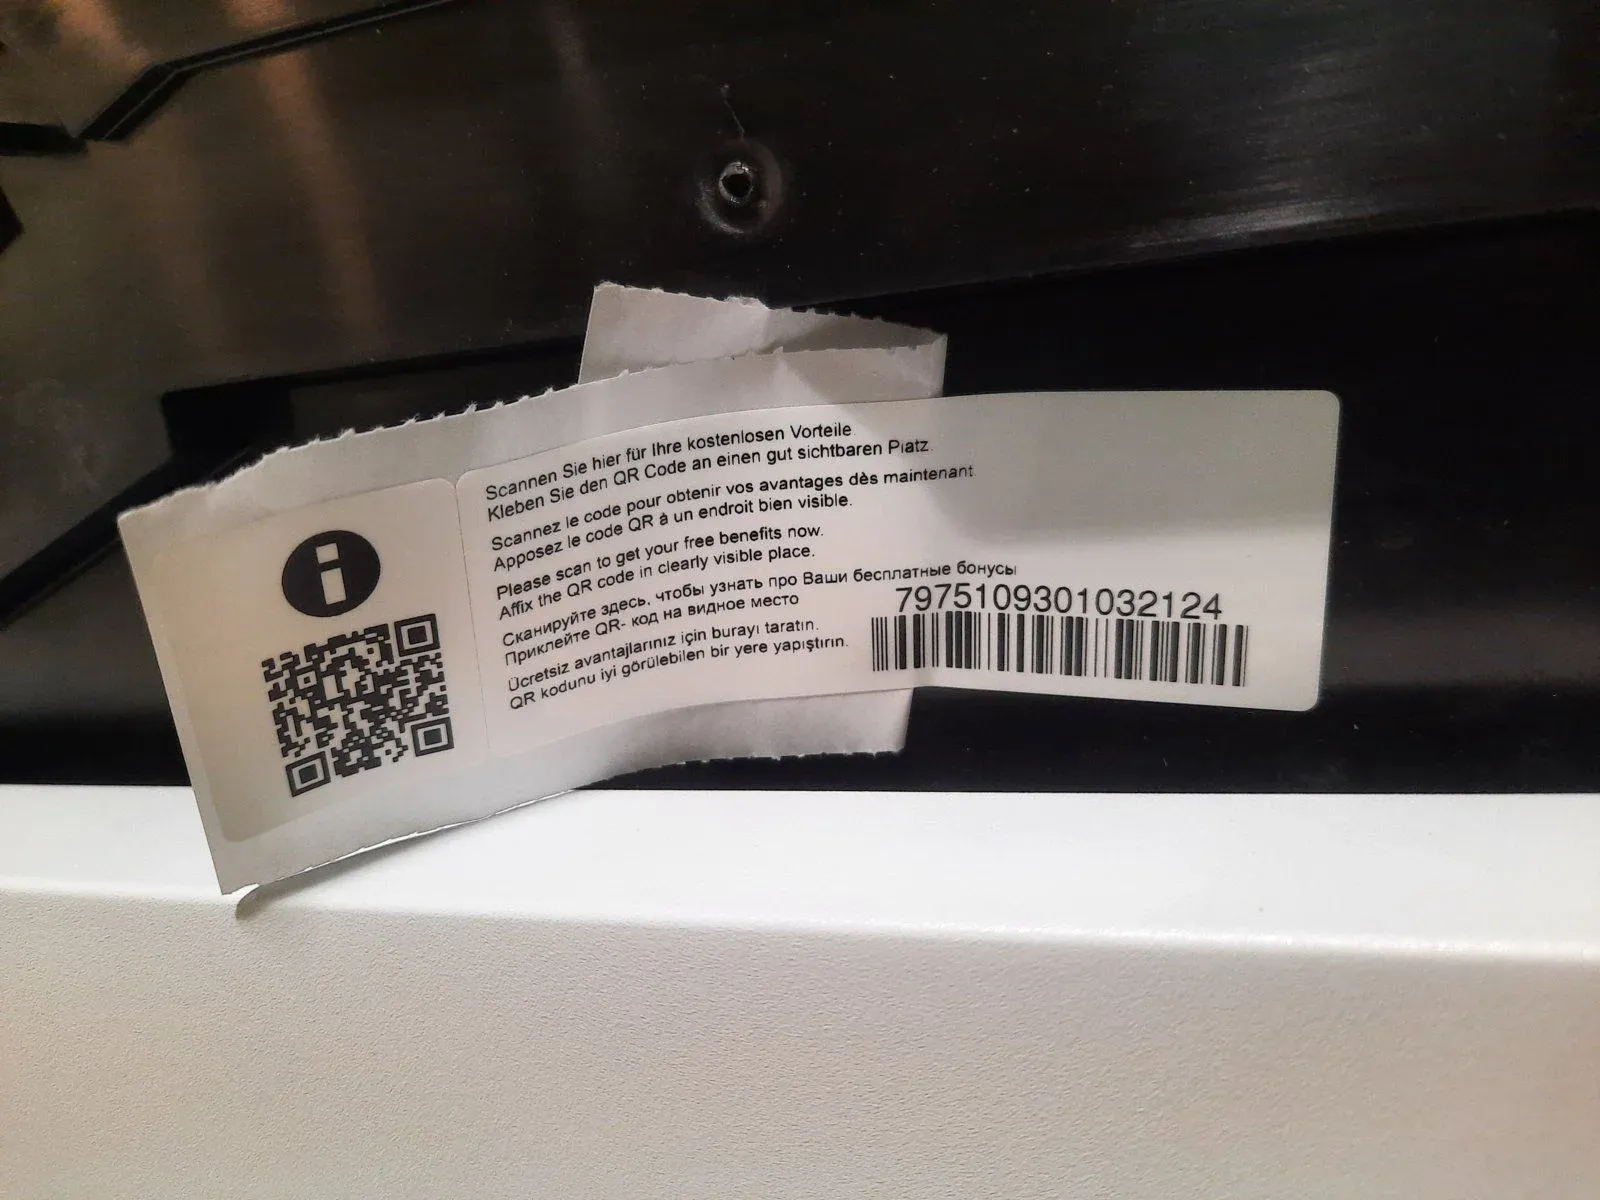 Scannen Sie hier für Ihre kostenlosen Vorteile.
Kleben Sie den QR Code an einen gut sichtbaren Platz.
Scannez le code pour obtenir vos avantages dès maintenant
Apposez le code QR à un endroit bien visible.
Please scan to get your free benefits now.
Affix the QR code in clearly visible place.
Сканируйте здесь, чтобы узнать про Ваши бесплатные бонусы
Приклейте QR- код на видное место
Ücretsiz avantajlarınız için burayı taratın.
QR kodunu iyi görülebilen bir yere yapıştırın.
7975109301032124